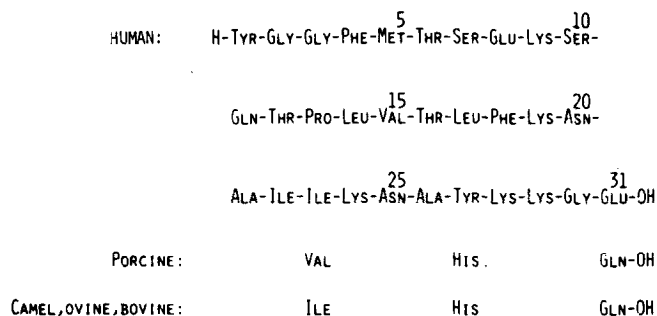 5 10
HUMAN: H-TYR-GLY-GLY-PHE-MET-THR-SER-GLU-LYS-SER-
15 20
GLN-THR-PRO-LEU-VAL-THR-LEU-PHE-LYS-ASN-
25 31
ALA-ILE-ILE-LYS-ASN-ALA-TYR-LYS-LYS-GLY-GLU-OH
PORCINE: VAL HIS. GLN-OH
CAMEL,OVINE,BOVINE: ILE HIS GLN-OH